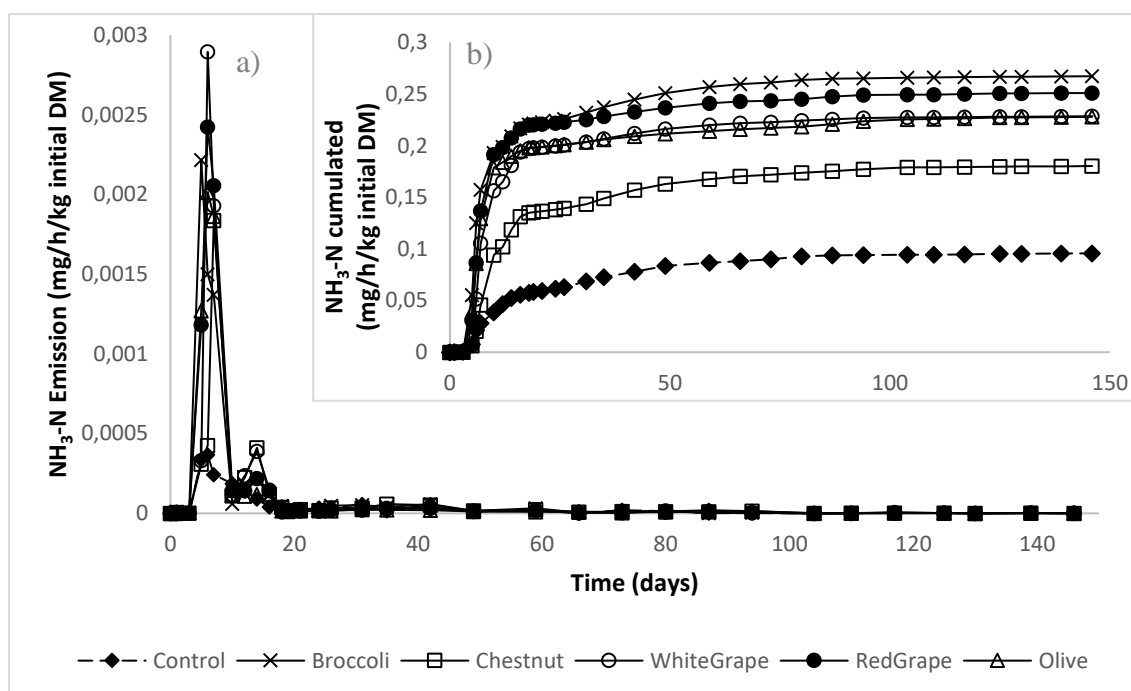 NH₃-N Emission (mg/h/kg initial DM)
0,003
0,0025
0,002
0,0015
0,001
0,0005
0
a)
0 20 40 60 80 100 120 140
Time (days)
NH₃-N cumulated
(mg/h/kg initial DM)
0,3
0,25
0,2
0,15
0,1
0,05
0
b)
0 50 100 150
Control Broccoli Chestnut WhiteGrape RedGrape Olive